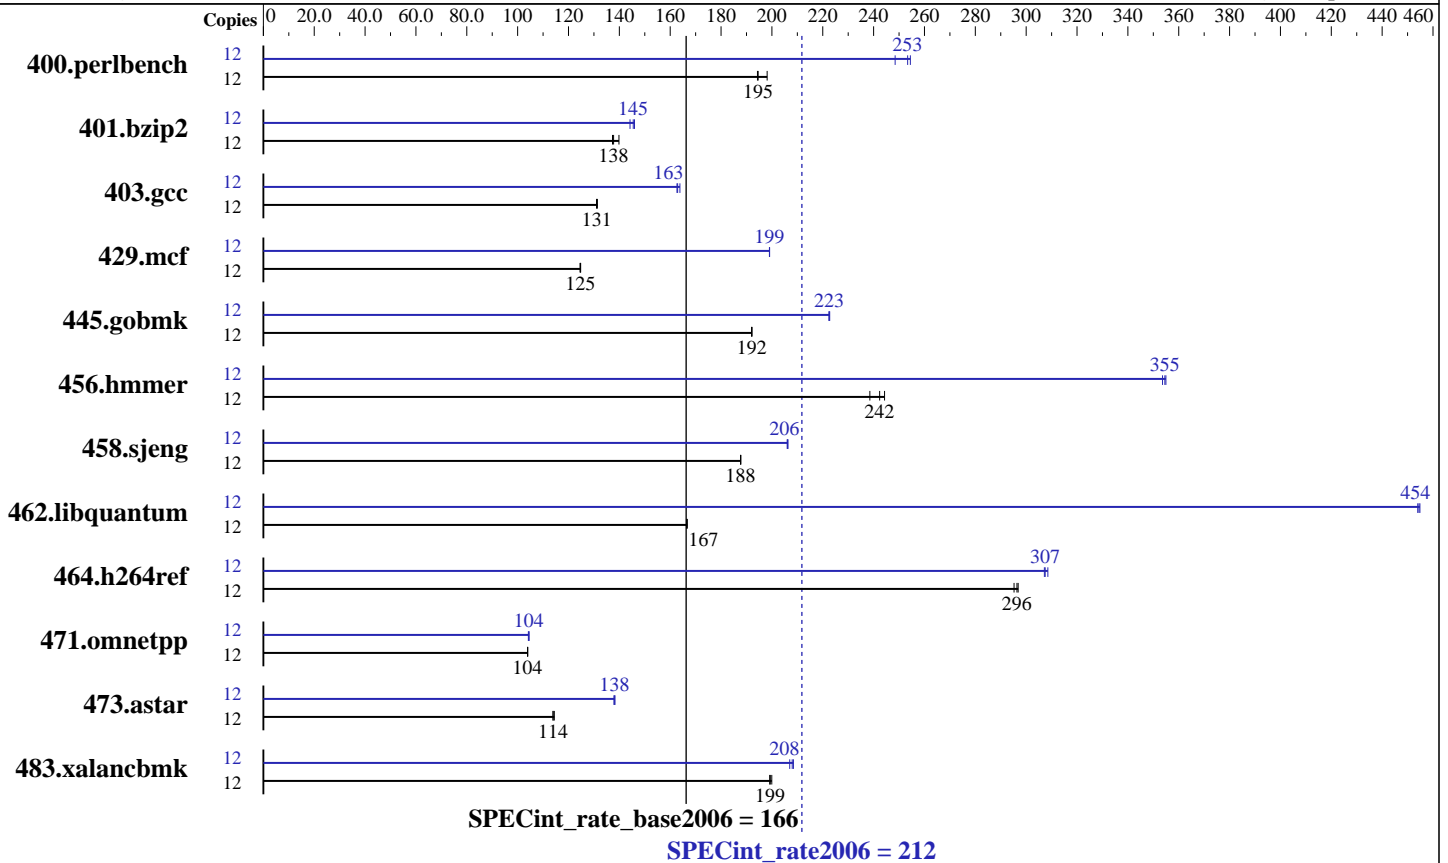 Copies 0 20.0 40.0 60.0 80.0 100 120 140 160 180 200 220 240 260 280 300 320 340 360 380 400 420 440 460
400.perlbench 12 253
12 195
401.bzip2 12 145
12 138
403.gcc 12 163
12 131
429.mcf 12 199
12 125
445.gobmk 12 223
12 192
456.hmmer 12 355
12 242
458.sjeng 12 206
12 188
462.libquantum 12 454
12 167
464.h264ref 12 307
12 296
471.omnetpp 12 104
12 104
473.astar 12 138
12 114
483.xalancbmk 12 208
12 199
SPECint_rate_base2006 = 166
SPECint_rate2006 = 212